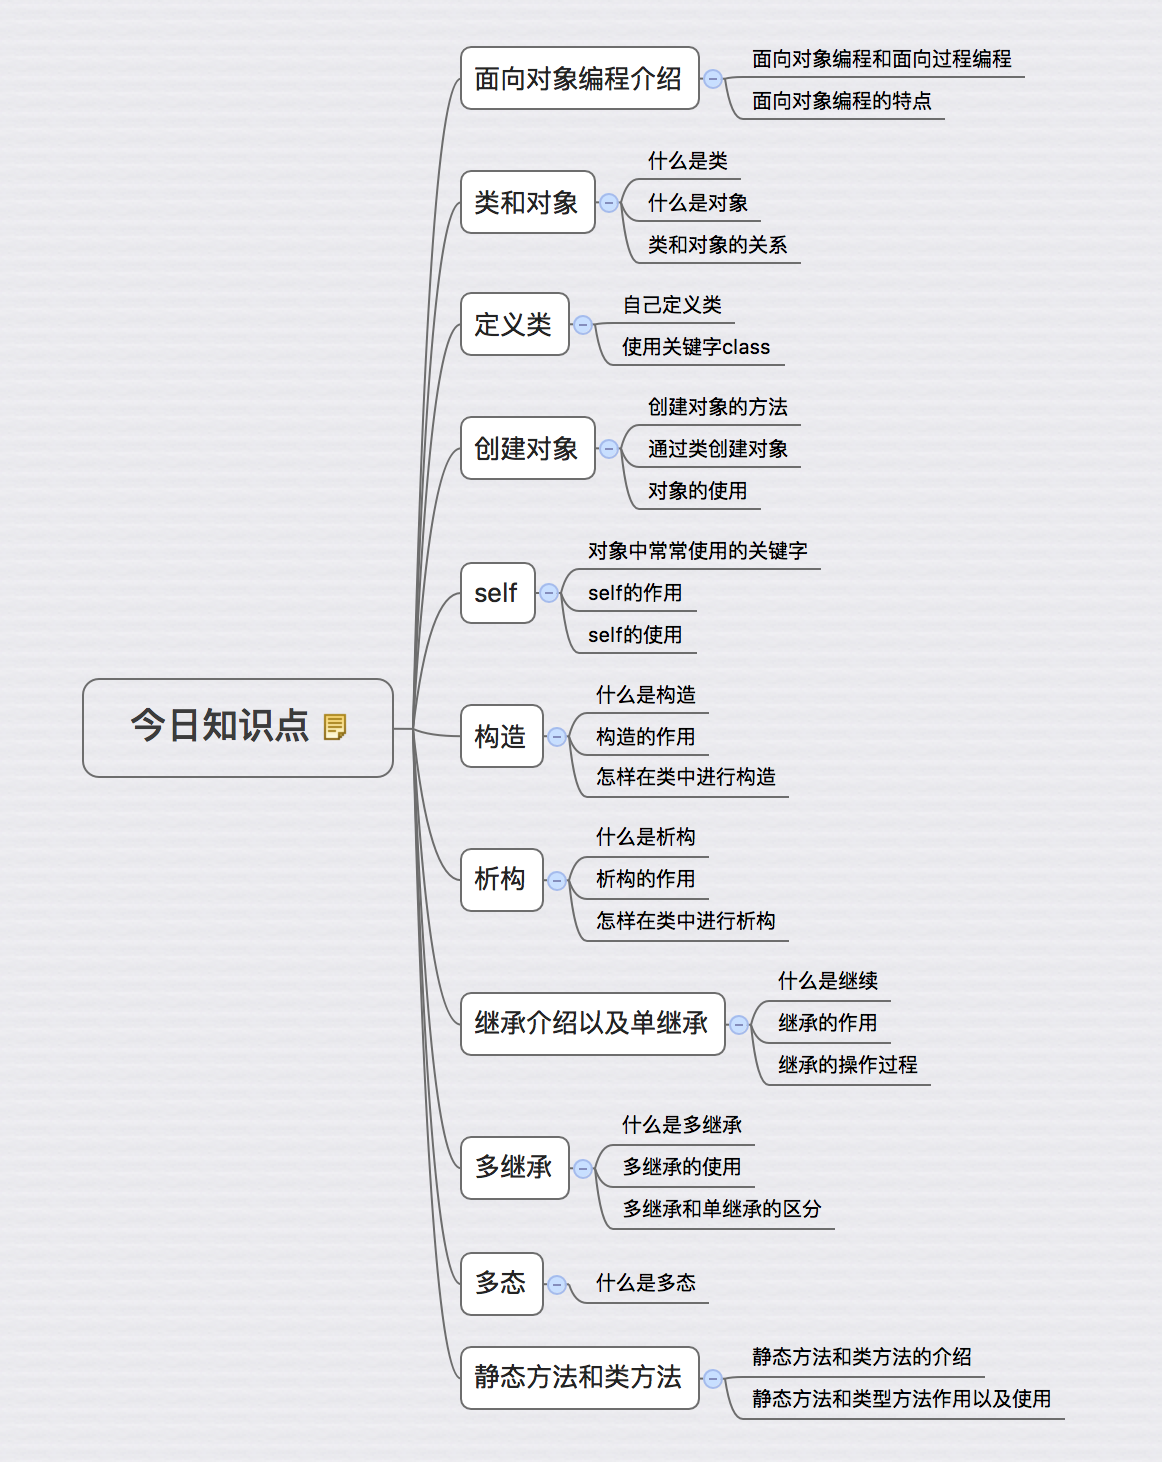 今日知识点
面向对象编程介绍
面向对象编程和面向过程编程
面向对象编程的特点
类和对象
什么是类
什么是对象
类和对象的关系
定义类
自己定义类
使用关键字class
创建对象
创建对象的方法
通过类创建对象
对象的使用
self
对象中常常使用的关键字
self的作用
self的使用
构造
什么是构造
构造的作用
怎样在类中进行构造
析构
什么是析构
析构的作用
怎样在类中进行析构
继承介绍以及单继承
什么是继续
继承的作用
继承的操作过程
多继承
什么是多继承
多继承的使用
多继承和单继承的区分
多态
什么是多态
静态方法和类方法
静态方法和类方法的介绍
静态方法和类型方法作用以及使用